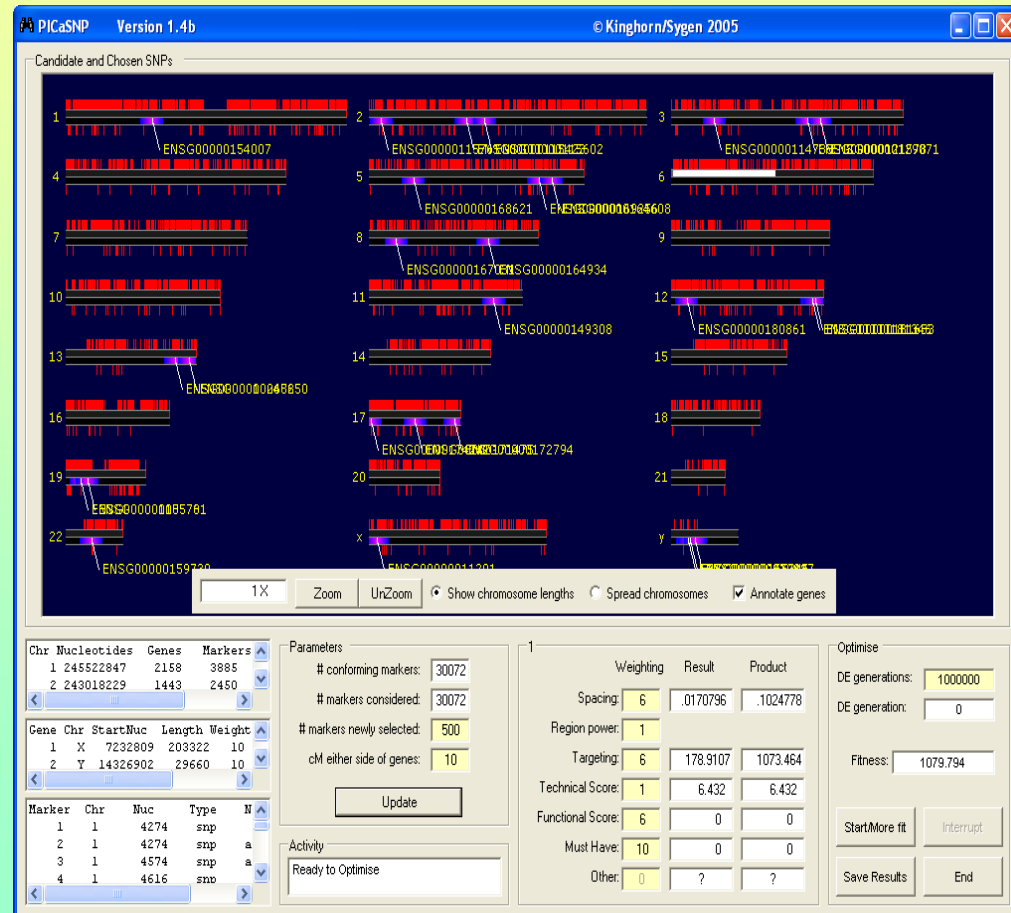 PICaSNP Version 1.4b © Kinghorn/Sygen 2005
Candidate and Chosen SNPs
1 2 3
ENSG00000154007
4 5 6
ENSG00000168621
7 8 9
ENSG00000164934
10 11 12
ENSG00000149308 ENSG00000180861
13 14 15
16 17 18
19 20 21
22 x y
ENSG00000159730
1X Zoom UnZoom Show chromosome lengths Spread chromosomes Annotate genes
Chr Nucleotides Genes Markers
1 245522847 2158 3885
2 243018229 1443 2450
Gene Chr StartNuc Length Weight
1 X 7232809 203322 10
2 Y 14326902 29660 10
Marker Chr Nuc Type N
1 1 4274 snp
2 1 4274 snp a
3 1 4574 snp a
4 1 4616 snp
Parameters
# conforming markers: 30072
# markers considered: 30072
# markers newly selected: 500
cM either side of genes: 10
Update
Activity
Ready to Optimise
1
Weighting Result Product
Spacing: 6 .0170796 .1024778
Region power: 1
Targeting: 6 178.9107 1073.464
Technical Score: 1 6.432 6.432
Functional Score: 6 0 0
Must Have: 10 0 0
Other: 0 ? ?
Optimise
DE generations: 1000000
DE generation: 0
Fitness: 1079.794
Start/More fit Interrupt
Save Results End